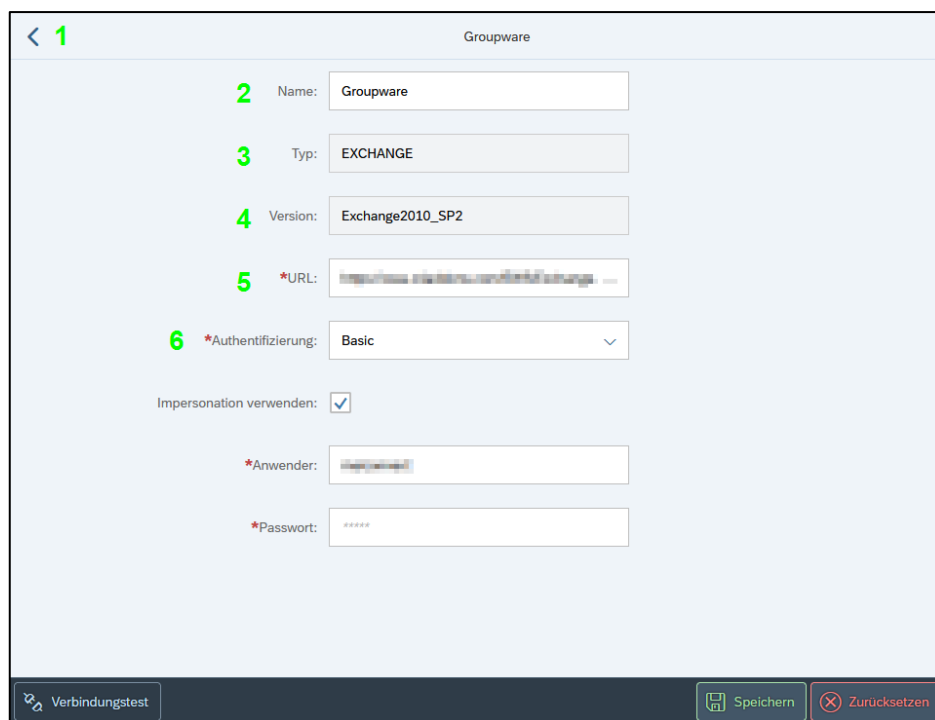 1 Groupware
2 Name: Groupware
3 Typ: EXCHANGE
4 Version: Exchange2010_SP2
5 *URL:
6 *Authentifizierung: Basic
Impersonation verwenden:
*Anwender:
*Passwort: *****
Verbindungstest Speichern Zurücksetzen